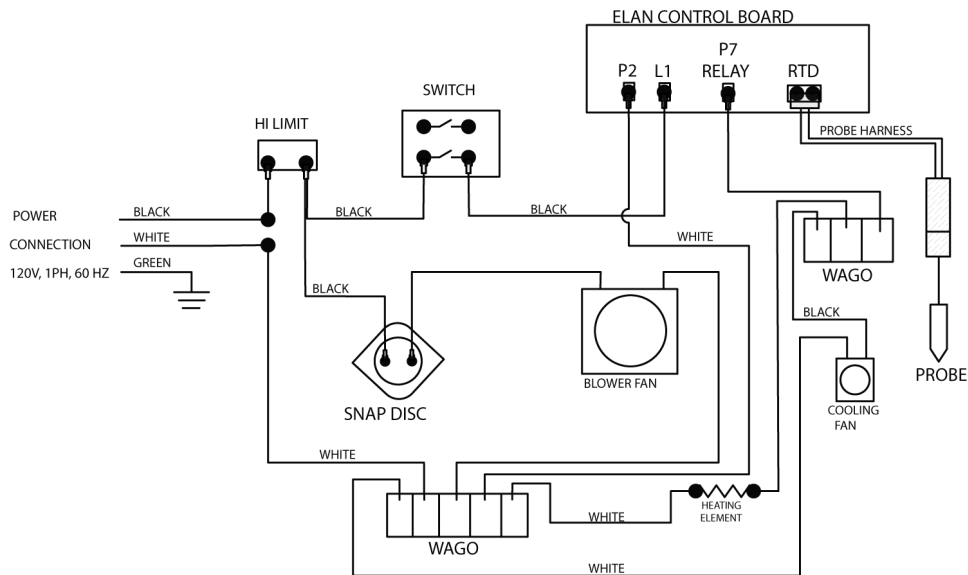 ELAN CONTROL BOARD
P7
P2 L1 RELAY RTD
SWITCH
HI LIMIT
PROBE HARNESS
POWER
BLACK
BLACK
BLACK
CONNECTION
WHITE
WHITE
120V, 1PH, 60 HZ
GREEN
WAGO
BLACK
BLACK
PROBE
BLOWER FAN
SNAP DISC
COOLING
FAN
WHITE
HEATING
ELEMENT
WHITE
WAGO
WHITE